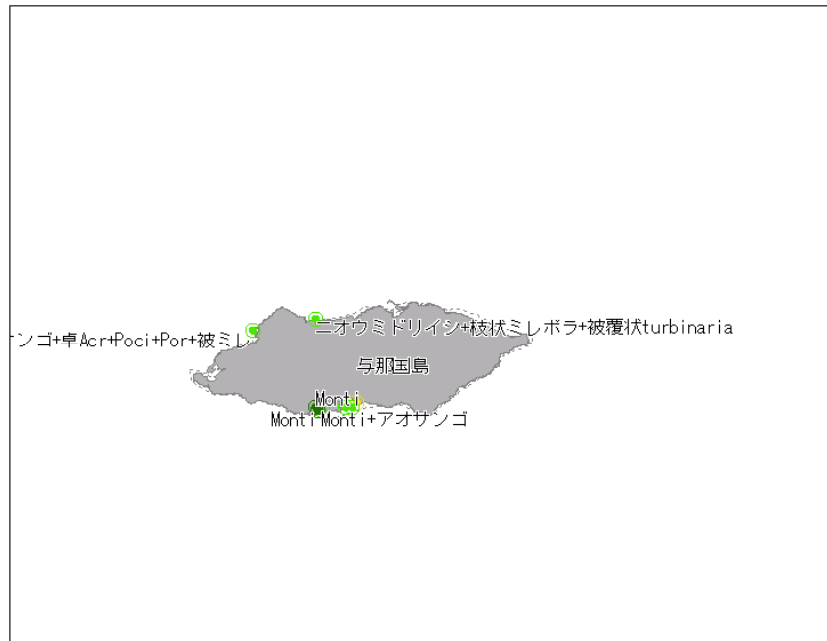 ニオウミドリイシ+枝状ミレポラ+被覆状turbinaria
ンゴ+卓Acr+Poci+Por+被ミレ
与那国島
Monti
Monti
Monti+アオサンゴ